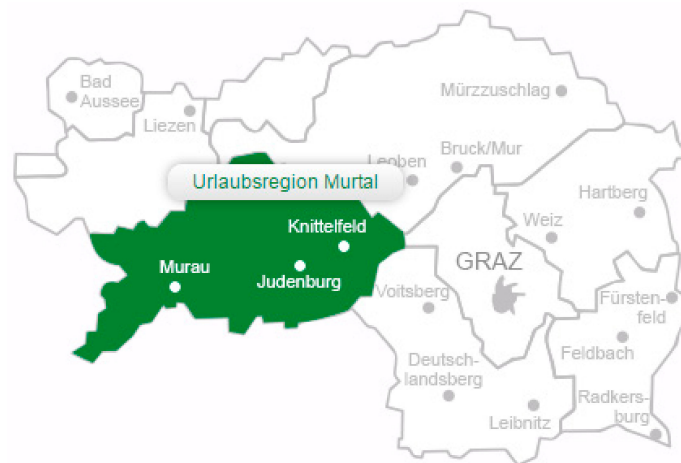 Bad
Aussee
Mürzzuschlag
Liezen
Bruck/Mur
Leoben
Urlaubsregion Murtal
Hartberg
Weiz
Knittelfeld
GRAZ
Murau
Judenburg
Voitsberg
Fürsten-
feld
Feldbach
Deutsch-
landsberg
Radkers-
burg
Leibnitz